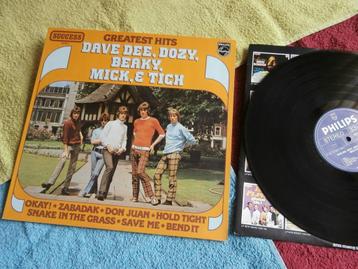 SUCCESS
GREATEST HITS
DAVE DEE, DOZY,
BEAKY,
MICK, & TICH
OKAY! • ZABADAK • DON JUAN • HOLD TIGHT
SNAKE IN THE GRASS • SAVE ME • BEND IT
PHILIPS
STEREO